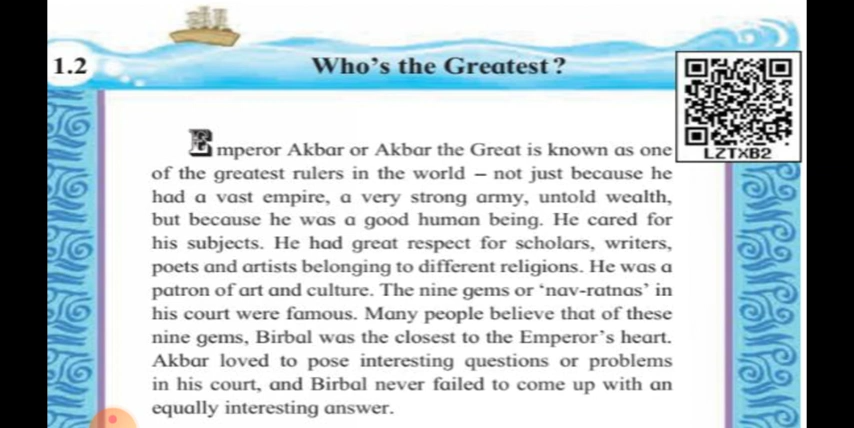 1.2
Who's the Greatest?
LZTXB2
Emperor Akbar or Akbar the Great is known as one
of the greatest rulers in the world – not just because he
had a vast empire, a very strong army, untold wealth,
but because he was a good human being. He cared for
his subjects. He had great respect for scholars, writers,
poets and artists belonging to different religions. He was a
patron of art and culture. The nine gems or ‘nav-ratnas’ in
his court were famous. Many people believe that of these
nine gems, Birbal was the closest to the Emperor’s heart.
Akbar loved to pose interesting questions or problems
in his court, and Birbal never failed to come up with an
equally interesting answer.